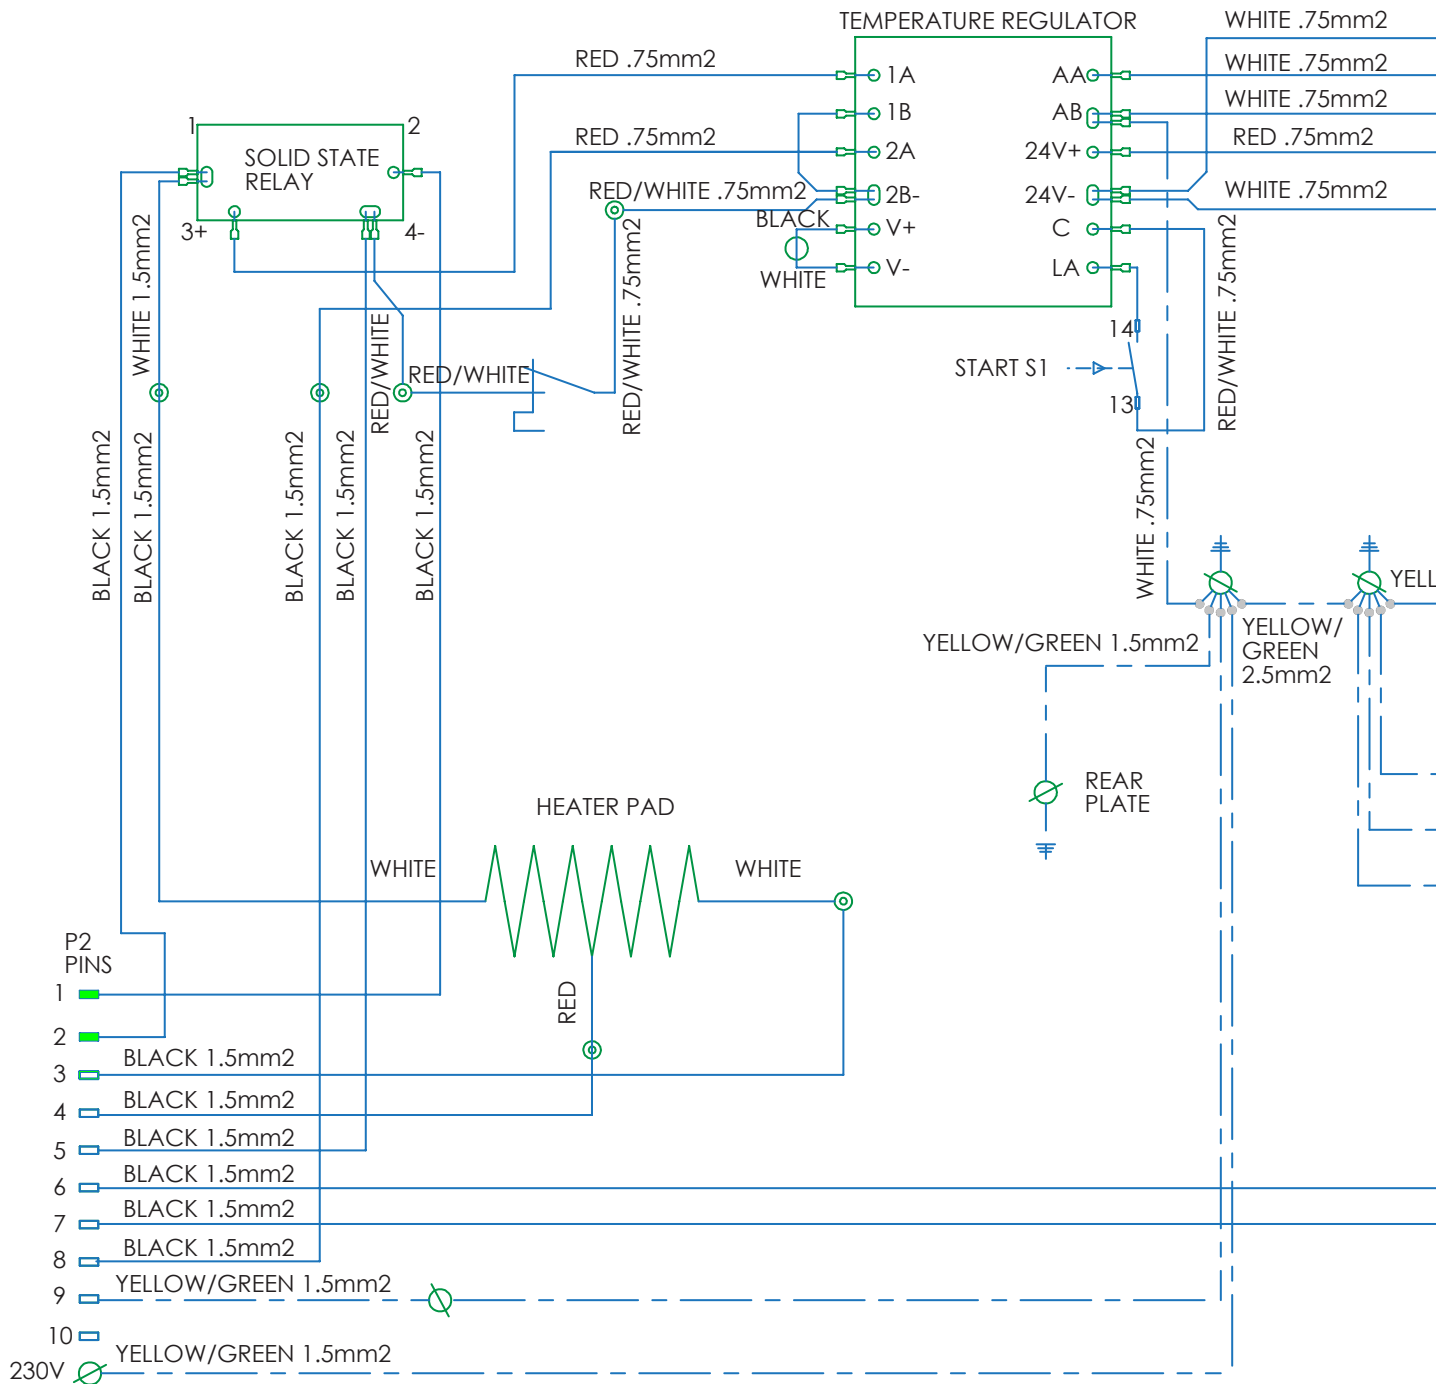 TEMPERATURE REGULATOR
WHITE .75mm2
RED .75mm2
WHITE .75mm2
1A
AA
WHITE .75mm2
1B
AB
1
2
RED .75mm2
RED .75mm2
SOLID STATE
RELAY
2A
24V+
RED/WHITE .75mm2
WHITE .75mm2
2B-
24V-
BLACK
3+
4-
V+
C
WHITE
V-
LA
WHITE 1.5mm2
RED/WHITE
RED/WHITE .75mm2
RED/WHITE .75mm2
14
START S1
RED/WHITE
13
BLACK 1.5mm2
BLACK 1.5mm2
BLACK 1.5mm2
BLACK 1.5mm2
BLACK 1.5mm2
WHITE .75mm2
YELL
YELLOW/GREEN 1.5mm2
YELLOW/
GREEN
2.5mm2
REAR
PLATE
HEATER PAD
WHITE
WHITE
RED
P2
PINS
1
2
BLACK 1.5mm2
3
BLACK 1.5mm2
4
BLACK 1.5mm2
5
BLACK 1.5mm2
6
BLACK 1.5mm2
7
BLACK 1.5mm2
8
YELLOW/GREEN 1.5mm2
9
10
YELLOW/GREEN 1.5mm2
230V